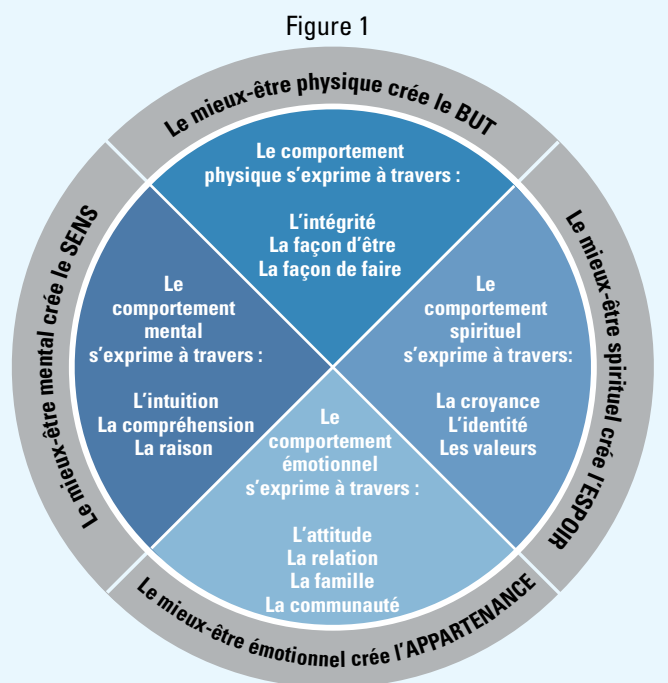 Figure 1
Le mieux-être physique crée le BUT
Le comportement
physique s’exprime à travers :
L’intégrité
La façon d’être
La façon de faire
Le mieux-être mental crée le SENS
Le
comportement
mental
s’exprime à travers :
L’intuition
La compréhension
La raison
Le
comportement
spirituel
s’exprime à travers:
La croyance
L’identité
Les valeurs
Le mieux-être spirituel crée l’ESPOIR
Le
comportement
émotionnel
s’exprime à travers :
L’attitude
La relation
La famille
La communauté
Le mieux-être émotionnel crée l’APPARTENANCE